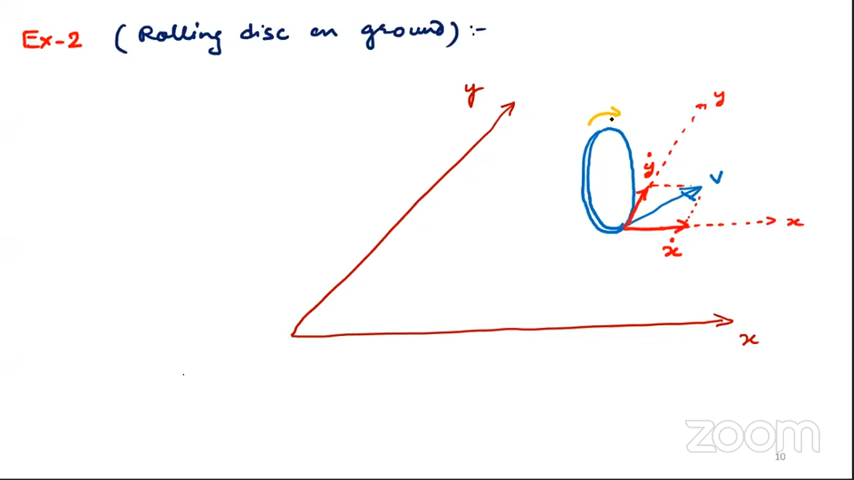 Ex-2 (Rolling disc on ground) :-
y
y
ẏ
v
x
ẋ
x
zoom
10